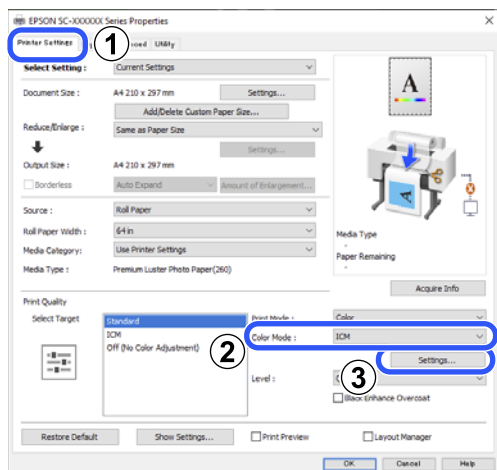 EPSON SC-XXXXXX Series Properties
Printer Settings
1
Utility
Select Setting :
Current Settings
Document Size :
A4 210 x 297 mm
Settings...
Add/Delete Custom Paper Size...
Reduce/Enlarge :
Same as Paper Size
Settings...
Output Size :
A4 210 x 297 mm
Borderless
Auto Expand
Amount of Enlargement...
Source :
Roll Paper
Roll Paper Width :
64 in
Media Category:
Use Printer Settings
Media Type :
Premium Luster Photo Paper(260)
A
Media Type
-
Paper Remaining
-
Acquire Info
Print Quality
Select Target
Standard
ICM
Off (No Color Adjustment)
Print Mode :
Color
2
Color Mode :
ICM
Settings...
3
Level :
Black Enhance Overcoat
Restore Default
Show Settings...
Print Preview
Layout Manager
OK
Cancel
Help